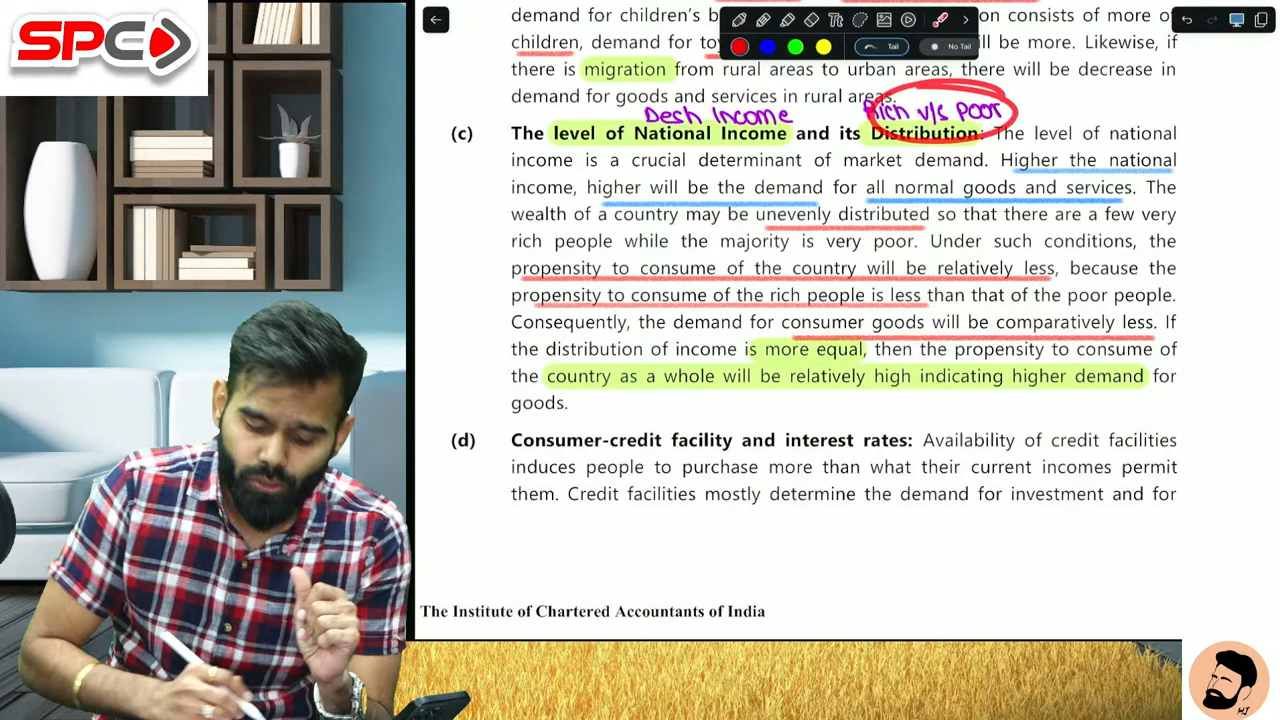 SPC
demand for children's b
on consists of more o
Tail
No Tail
children, demand for toy
ll be more. Likewise, if
there is migration from rural areas to urban areas, there will be decrease in
demand for goods and services in rural areas.
Desh Income
Rich v/s Poor
(c) The level of National Income and its Distribution: The level of national
income is a crucial determinant of market demand. Higher the national
income, higher will be the demand for all normal goods and services. The
wealth of a country may be unevenly distributed so that there are a few very
rich people while the majority is very poor. Under such conditions, the
propensity to consume of the country will be relatively less, because the
propensity to consume of the rich people is less than that of the poor people.
Consequently, the demand for consumer goods will be comparatively less. If
the distribution of income is more equal, then the propensity to consume of
the country as a whole will be relatively high indicating higher demand for
goods.
(d) Consumer-credit facility and interest rates: Availability of credit facilities
induces people to purchase more than what their current incomes permit
them. Credit facilities mostly determine the demand for investment and for
The Institute of Chartered Accountants of India
HJ